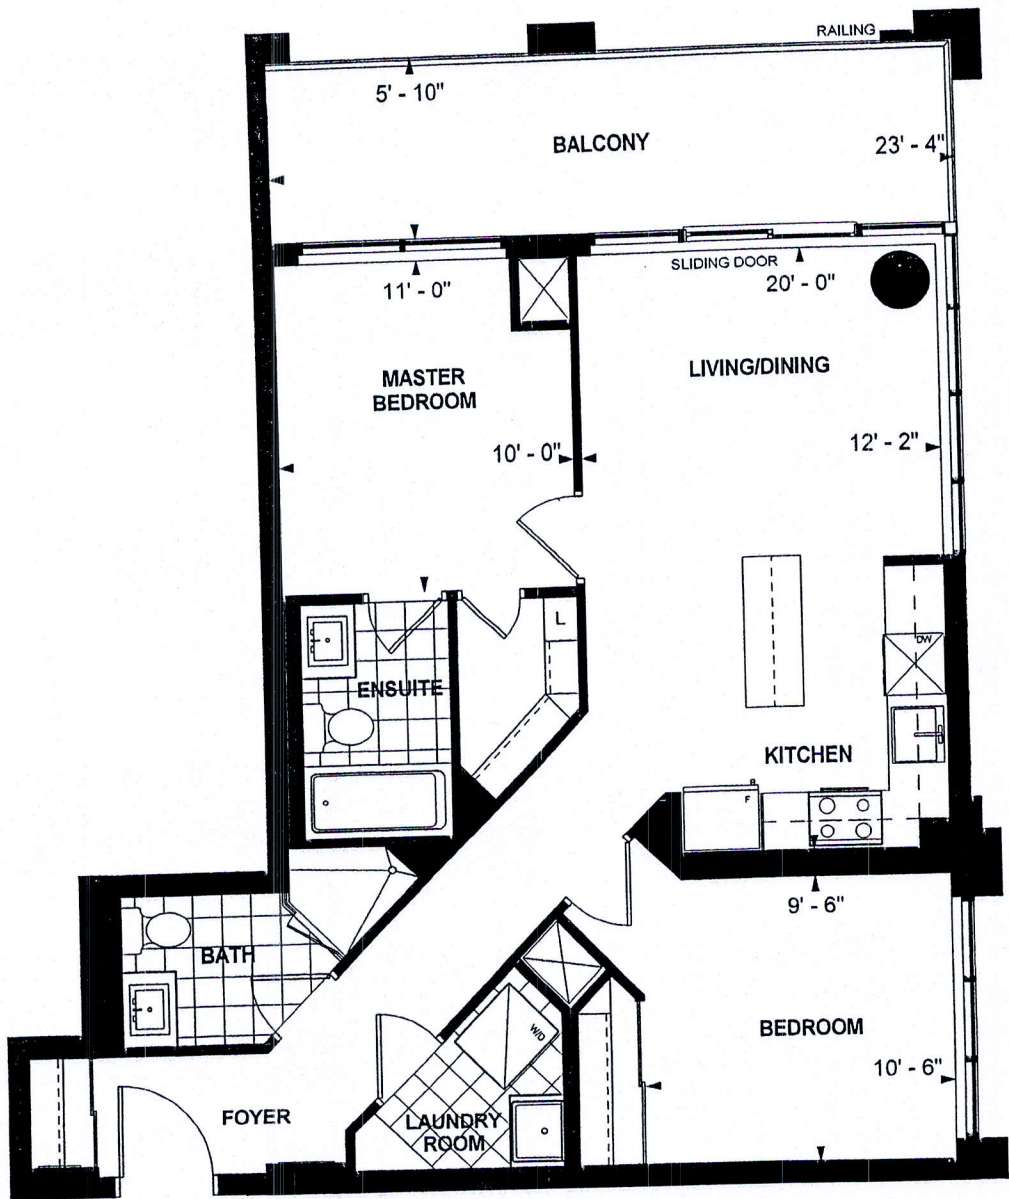 RAILING
5' - 10"
BALCONY
23' - 4"
SLIDING DOOR
11' - 0"
20' - 0"
LIVING/DINING
MASTER
BEDROOM
10' - 0"
12' - 2"
L
DW
ENSUITE
KITCHEN
F
9' - 6"
BATH
W/D
BEDROOM
10' - 6"
FOYER
LAUNDRY
ROOM